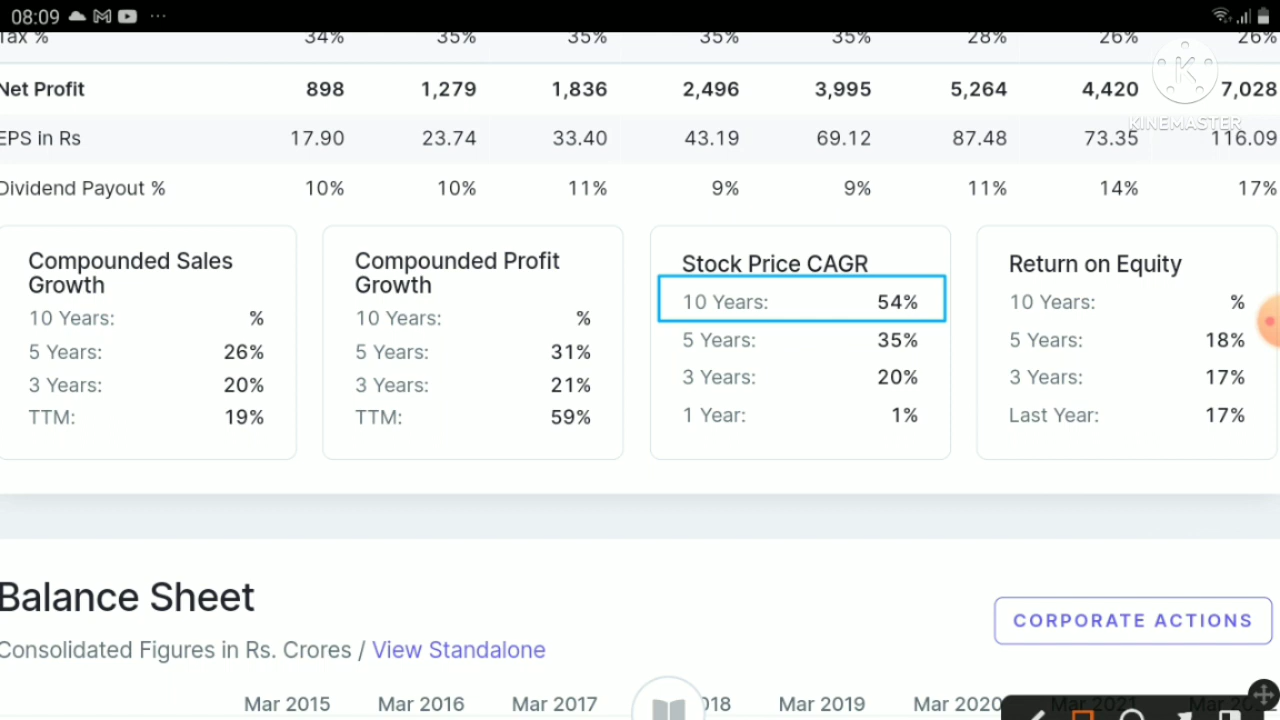 08:09
Tax % 34% 35% 35% 35% 35% 28% 26% 26%
Net Profit 898 1,279 1,836 2,496 3,995 5,264 4,420 7,028
KINEMASTER
EPS in Rs 17.90 23.74 33.40 43.19 69.12 87.48 73.35 116.09
Dividend Payout % 10% 10% 11% 9% 9% 11% 14% 17%
Compounded Sales
Growth
10 Years: %
5 Years: 26%
3 Years: 20%
TTM: 19%
Compounded Profit
Growth
10 Years: %
5 Years: 31%
3 Years: 21%
TTM: 59%
Stock Price CAGR
10 Years: 54%
5 Years: 35%
3 Years: 20%
1 Year: 1%
Return on Equity
10 Years: %
5 Years: 18%
3 Years: 17%
Last Year: 17%
Balance Sheet
CORPORATE ACTIONS
Consolidated Figures in Rs. Crores / View Standalone
Mar 2015 Mar 2016 Mar 2017 018 Mar 2019 Mar 2020 Mar 2021